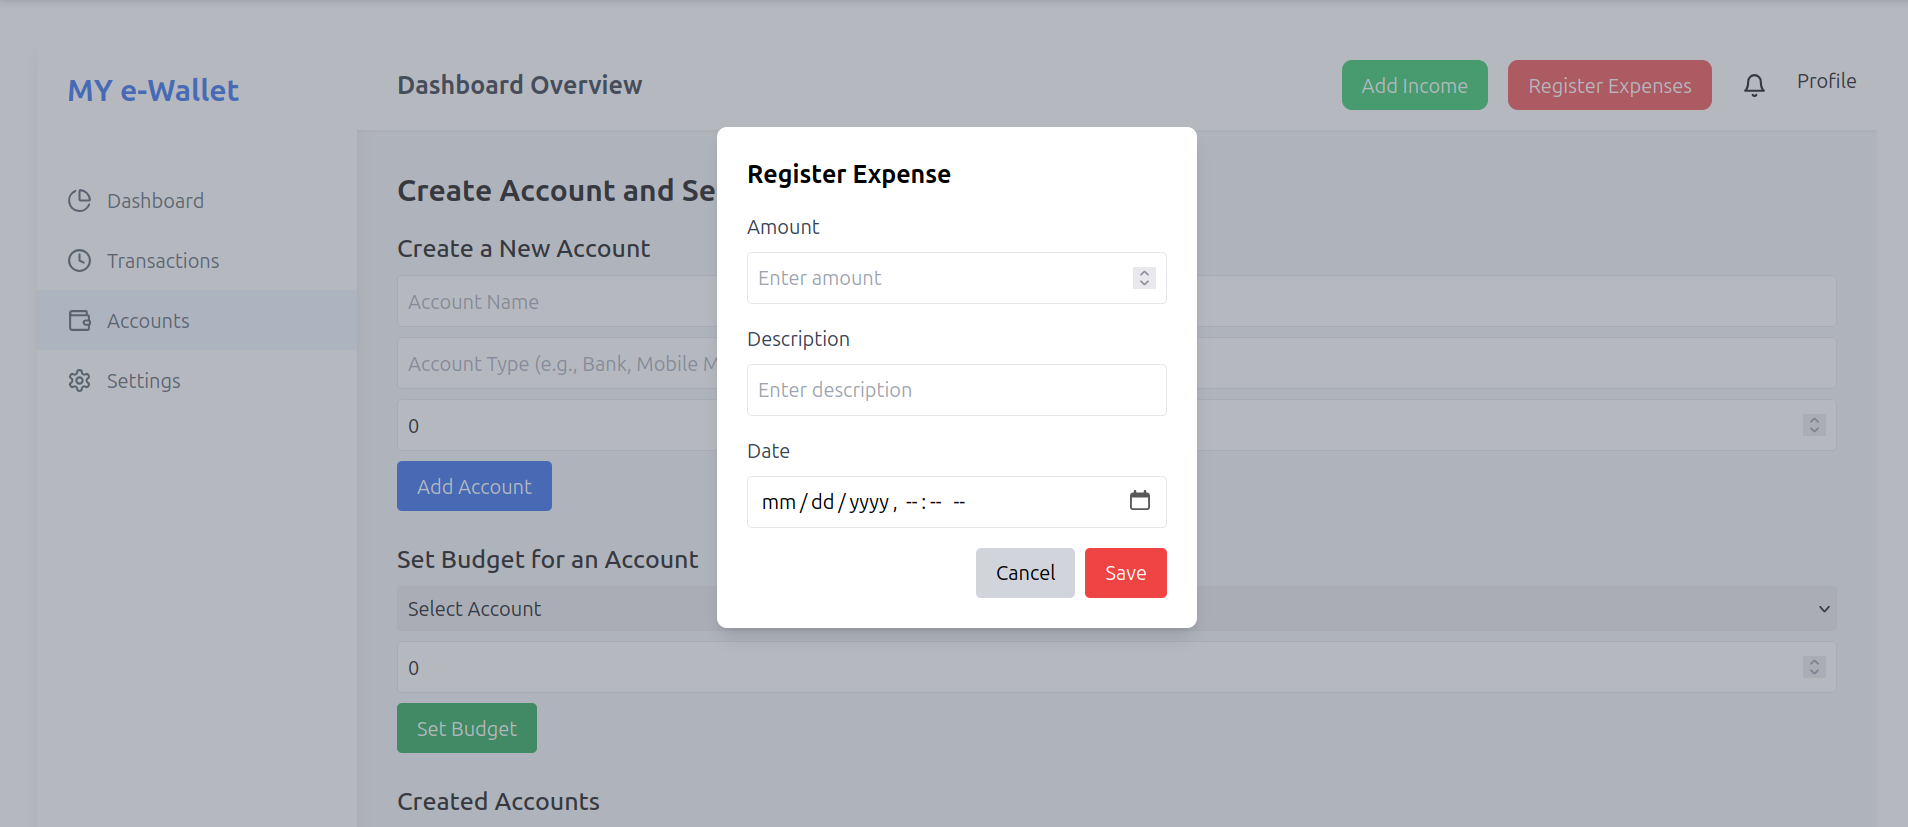 MY e-Wallet
Dashboard
Transactions
Accounts
Settings
Dashboard Overview
Add Income
Register Expenses
Profile
Create Account and Se
Create a New Account
Account Name
Account Type (e.g., Bank, Mobile M
0
Add Account
Set Budget for an Account
Select Account
0
Set Budget
Created Accounts
Register Expense
Amount
Enter amount
Description
Enter description
Date
mm/dd/yyyy, --:-- --
Cancel
Save